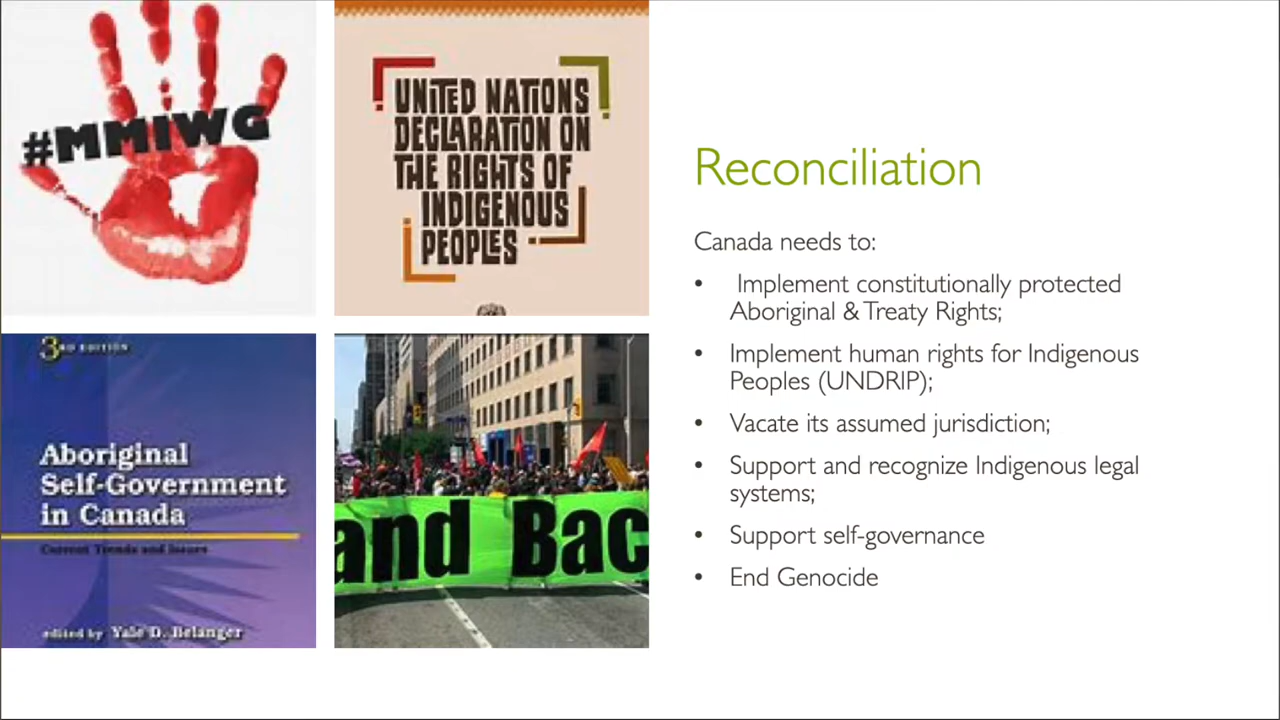 #MMIWG
UNITED NATIONS
DECLARATION ON
THE RIGHTS OF
INDIGENOUS
PEOPLES
3RD EDITION
Aboriginal
Self-Government
in Canada
Current Trends and Issues
edited by Yale D. Belanger
and Bac
Reconciliation
Canada needs to:
• Implement constitutionally protected
Aboriginal & Treaty Rights;
• Implement human rights for Indigenous
Peoples (UNDRIP);
• Vacate its assumed jurisdiction;
• Support and recognize Indigenous legal
systems;
• Support self-governance
• End Genocide